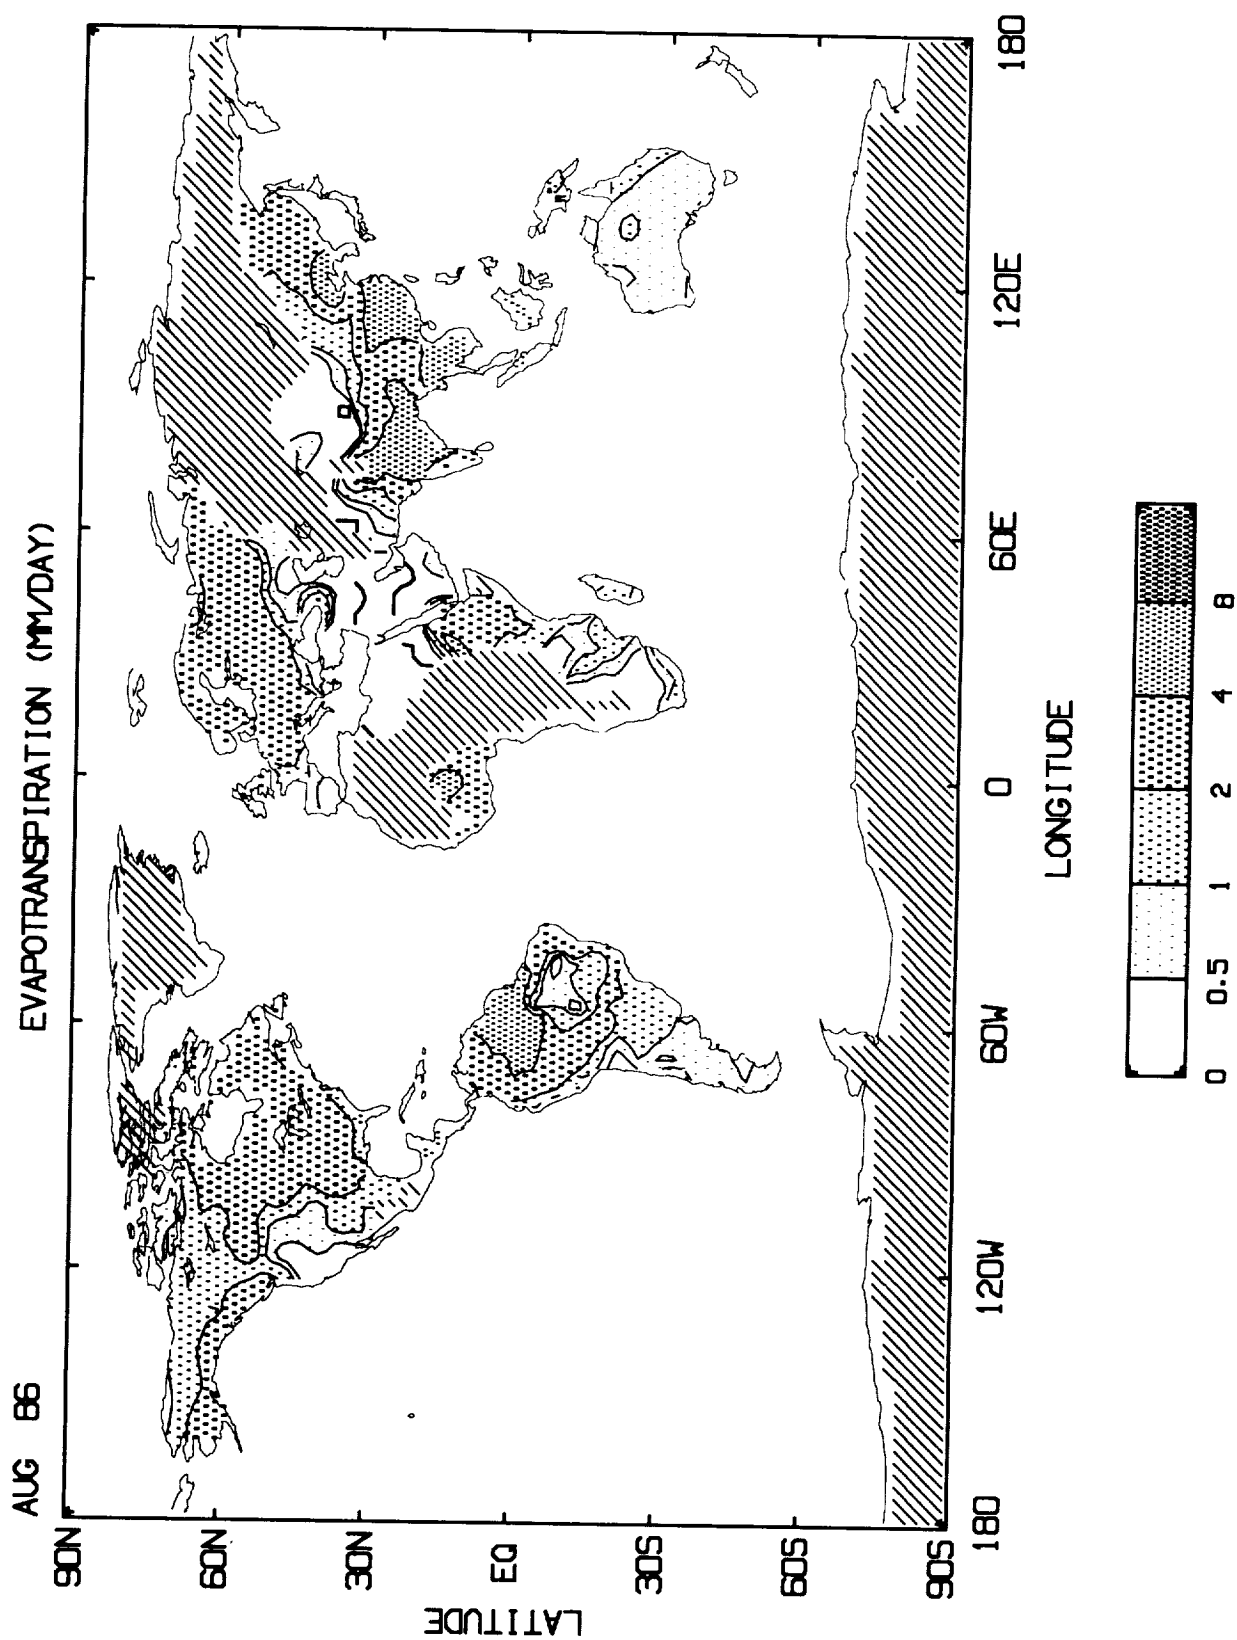 AUG 86
EVAPOTRANSPIRATION (MM/DAY)
90N
60N
30N
EQ
30S
60S
90S
LATITUDE
180
120W
60W
0
60E
120E
180
LONGITUDE
0
0.5
1
2
4
8